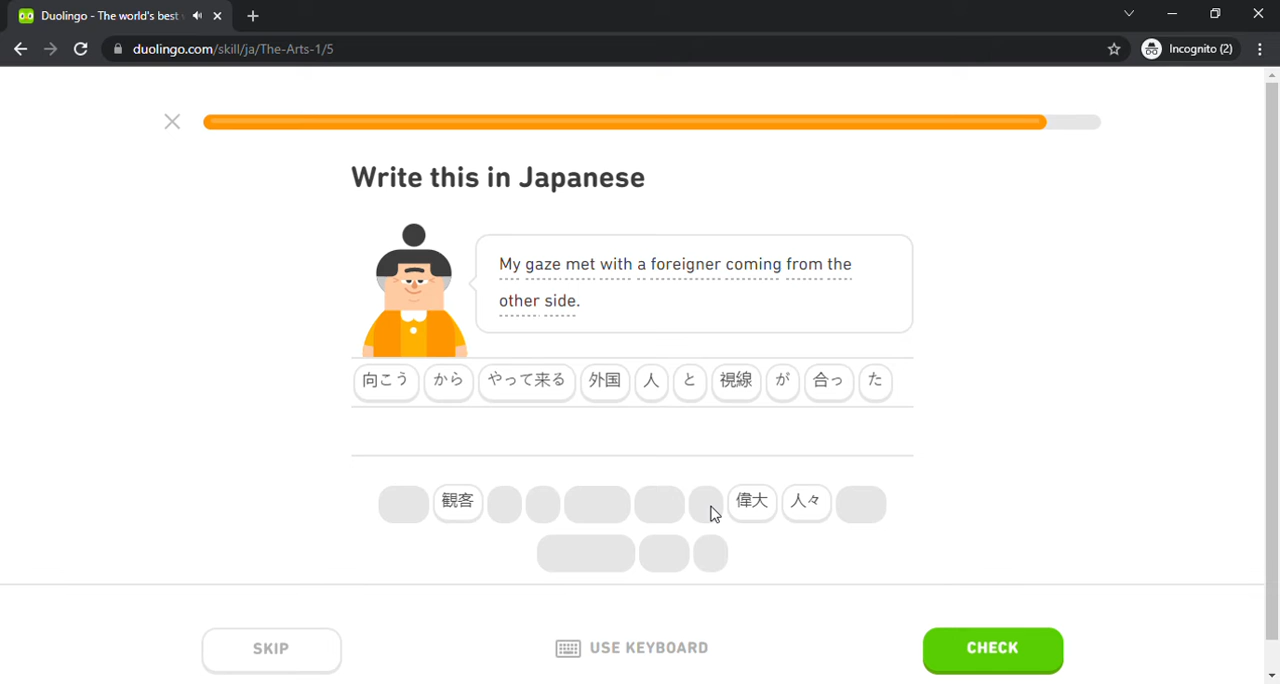 Duolingo - The world's best
Incognito (2)
duolingo.com/skill/ja/The-Arts-1/5
Write this in Japanese
My gaze met with a foreigner coming from the
other side.
向こう から やって来る 外国 人 と 視線 が 合っ た
観客 偉大 人々
SKIP
USE KEYBOARD
CHECK